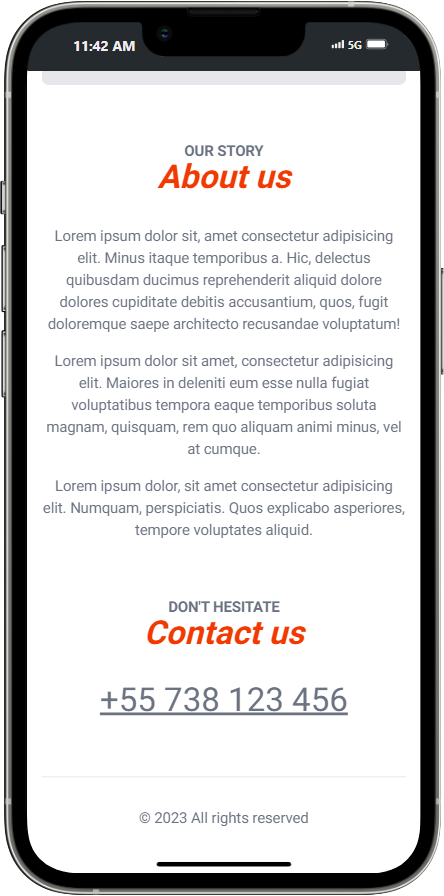 11:42 AM
5G
OUR STORY
About us
Lorem ipsum dolor sit, amet consectetur adipisicing
elit. Minus itaque temporibus a. Hic, delectus
quibusdam ducimus reprehenderit aliquid dolore
dolores cupiditate debitis accusantium, quos, fugit
doloremque saepe architecto recusandae voluptatum!
Lorem ipsum dolor sit amet, consectetur adipisicing
elit. Maiores in deleniti eum esse nulla fugiat
voluptatibus tempora eaque temporibus soluta
magnam, quisquam, rem quo aliquam animi minus, vel
at cumque.
Lorem ipsum dolor, sit amet consectetur adipisicing
elit. Numquam, perspiciatis. Quos explicabo asperiores,
tempore voluptates aliquid.
DON'T HESITATE
Contact us
+55 738 123 456
© 2023 All rights reserved